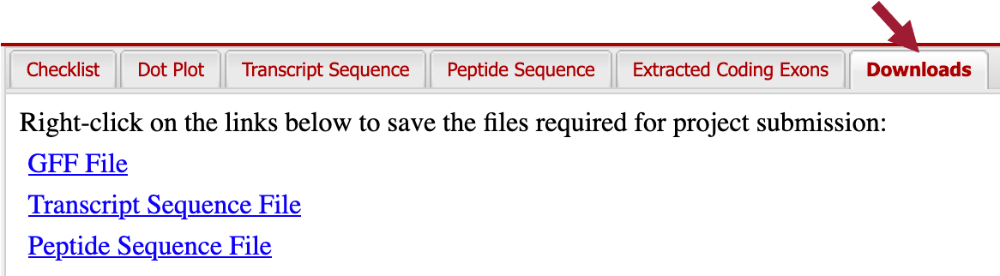 Checklist Dot Plot Transcript Sequence Peptide Sequence Extracted Coding Exons Downloads
Right-click on the links below to save the files required for project submission:
GFF File
Transcript Sequence File
Peptide Sequence File